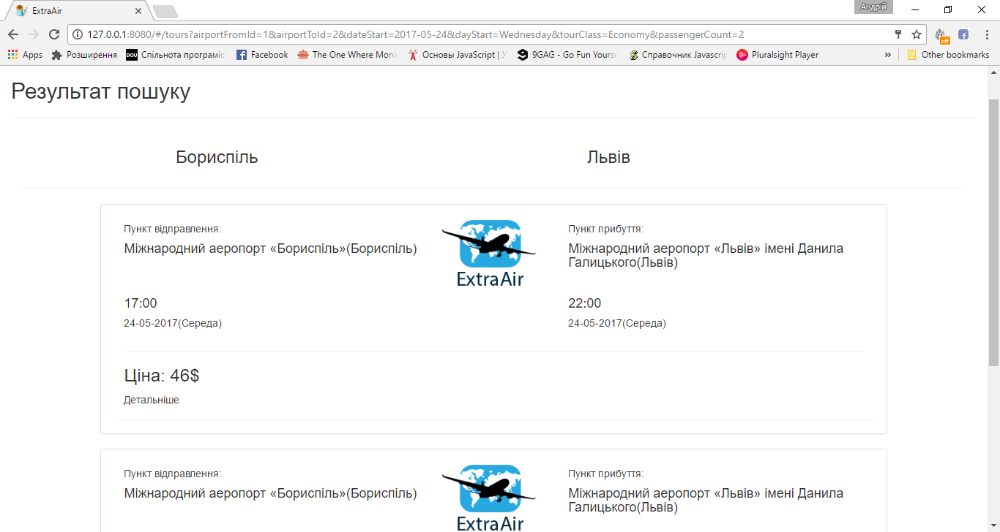 ExtraAir
Андрій
127.0.0.1:8080/#/tours?airportFromId=1&airportToId=2&dateStart=2017-05-24&dayStart=Wednesday&tourClass=Economy&passengerCount=2
off
Apps Розширення DOU Спільнота програміс Facebook The One Where Moni Основы JavaScript | У 9GAG - Go Fun Yourse Справочник Javascrip Pluralsight Player » Other bookmarks
Результат пошуку
Бориспіль Львів
Пункт відправлення: Пункт прибуття:
Міжнародний аеропорт «Бориспіль»(Бориспіль) Міжнародний аеропорт «Львів» імені Данила
Галицького(Львів)
ExtraAir
17:00 22:00
24-05-2017(Середа) 24-05-2017(Середа)
Ціна: 46$
Детальніше
Пункт відправлення: Пункт прибуття:
Міжнародний аеропорт «Бориспіль»(Бориспіль) Міжнародний аеропорт «Львів» імені Данила
Галицького(Львів)
ExtraAir